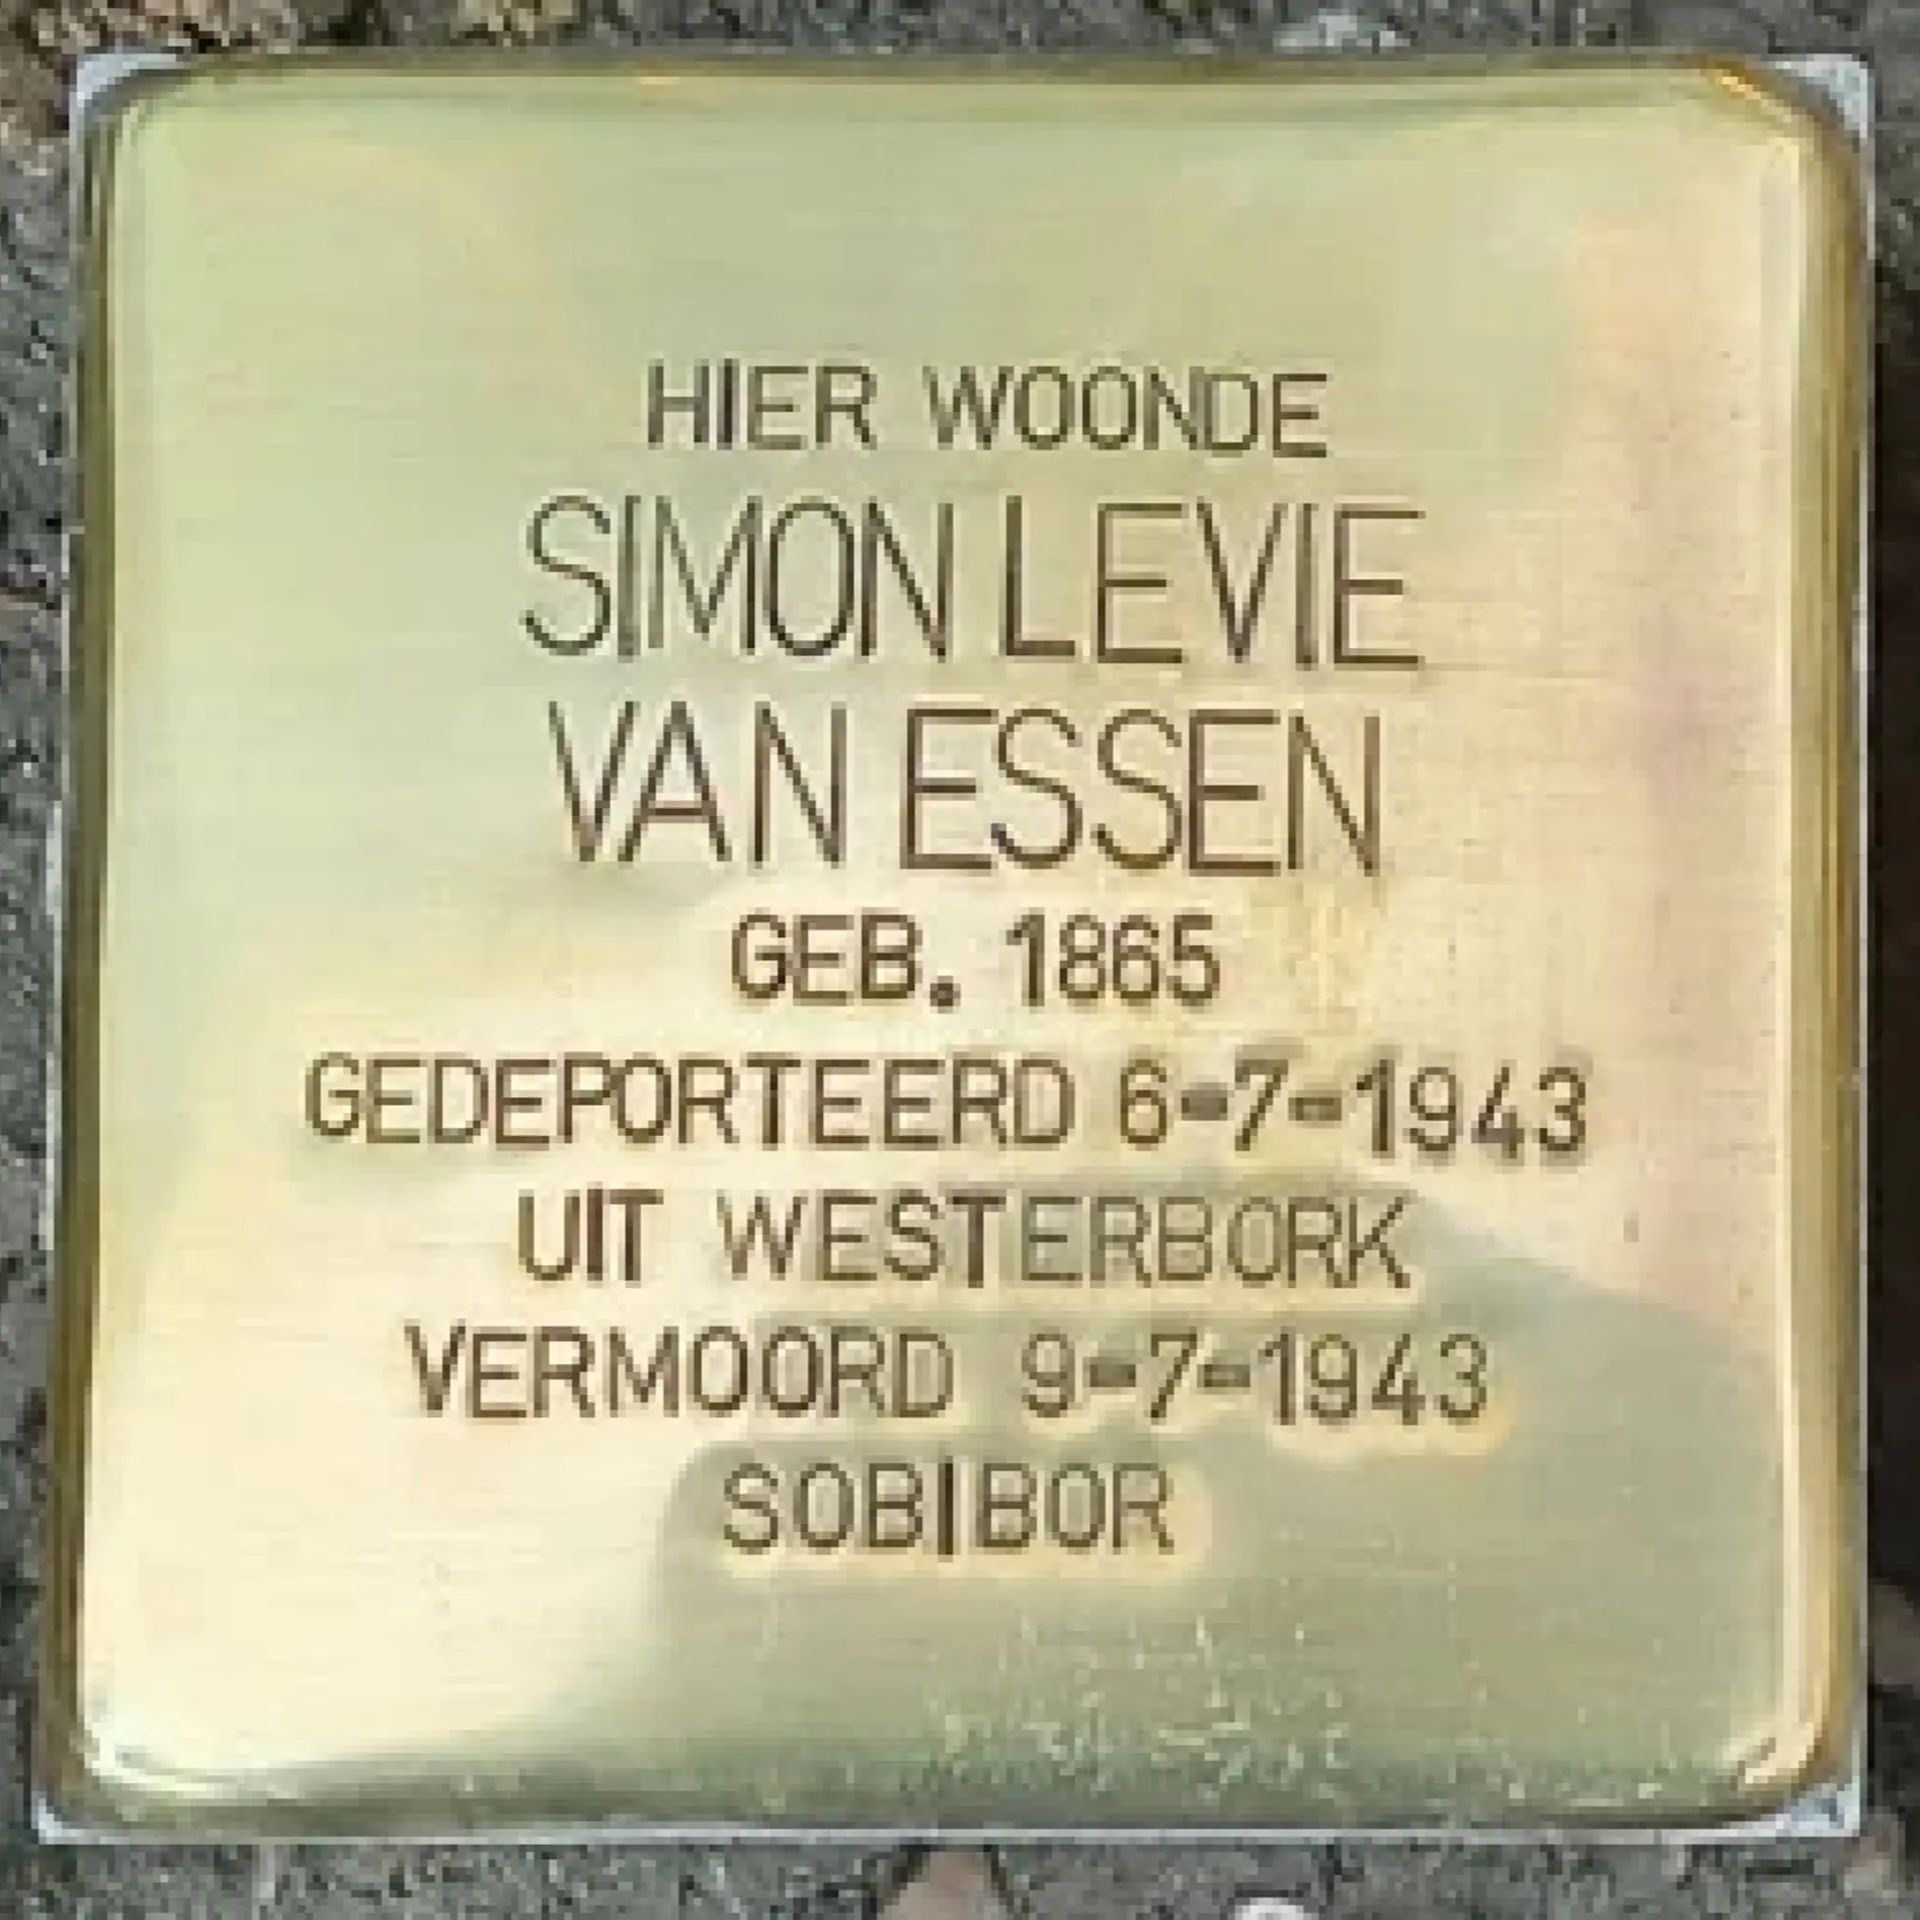 HIER WOONDE
SIMON LEVIE
VAN ESSEN
GEB. 1865
GEDEPORTEERD 6-7-1943
UIT WESTERBORK
VERMOORD 9-7-1943
SOBIBOR